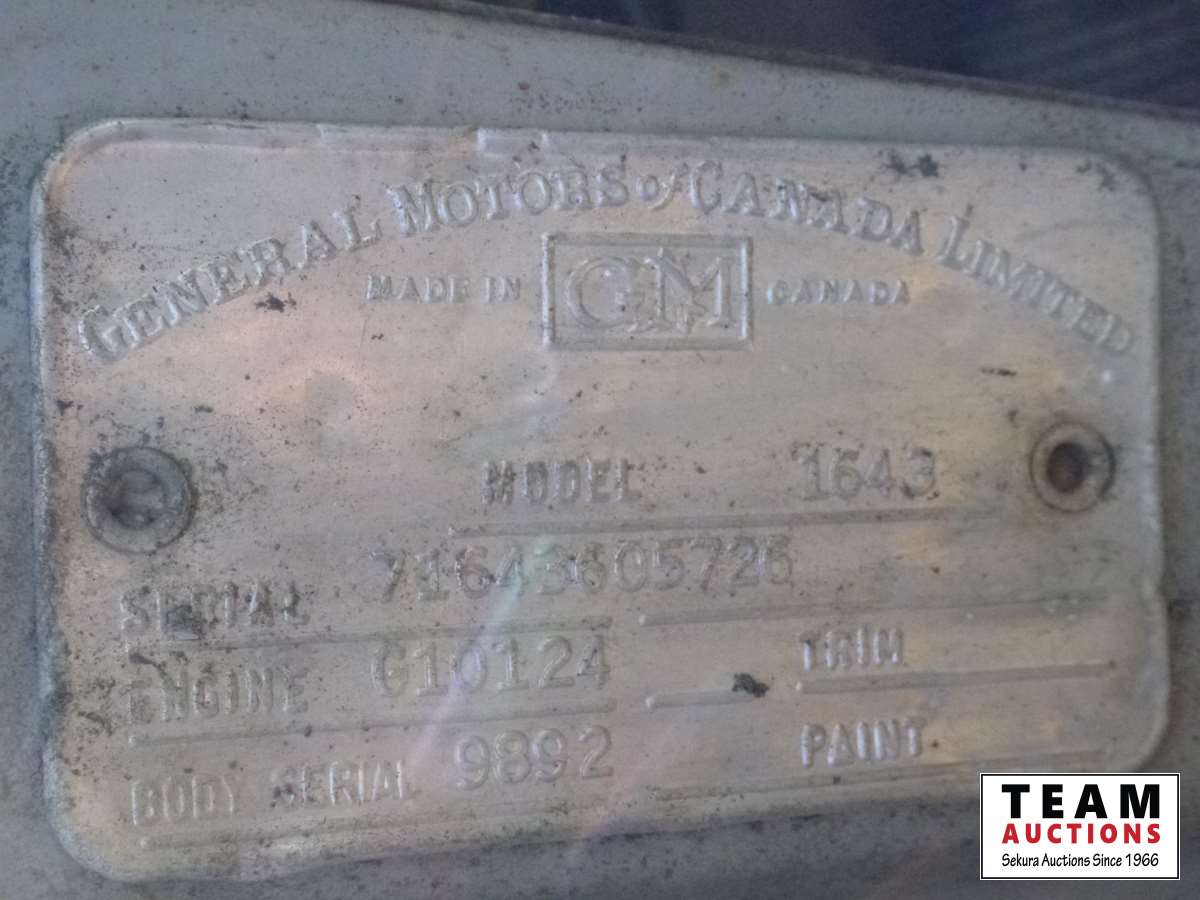 GENERAL MOTORS of CANADA LIMITED
MADE IN GM CANADA
MODEL 1643
SERIAL 71643605726
ENGINE G10124 TRIM
BODY SERIAL 9892 PAINT
TEAM
AUCTIONS
Sekura Auctions Since 1966